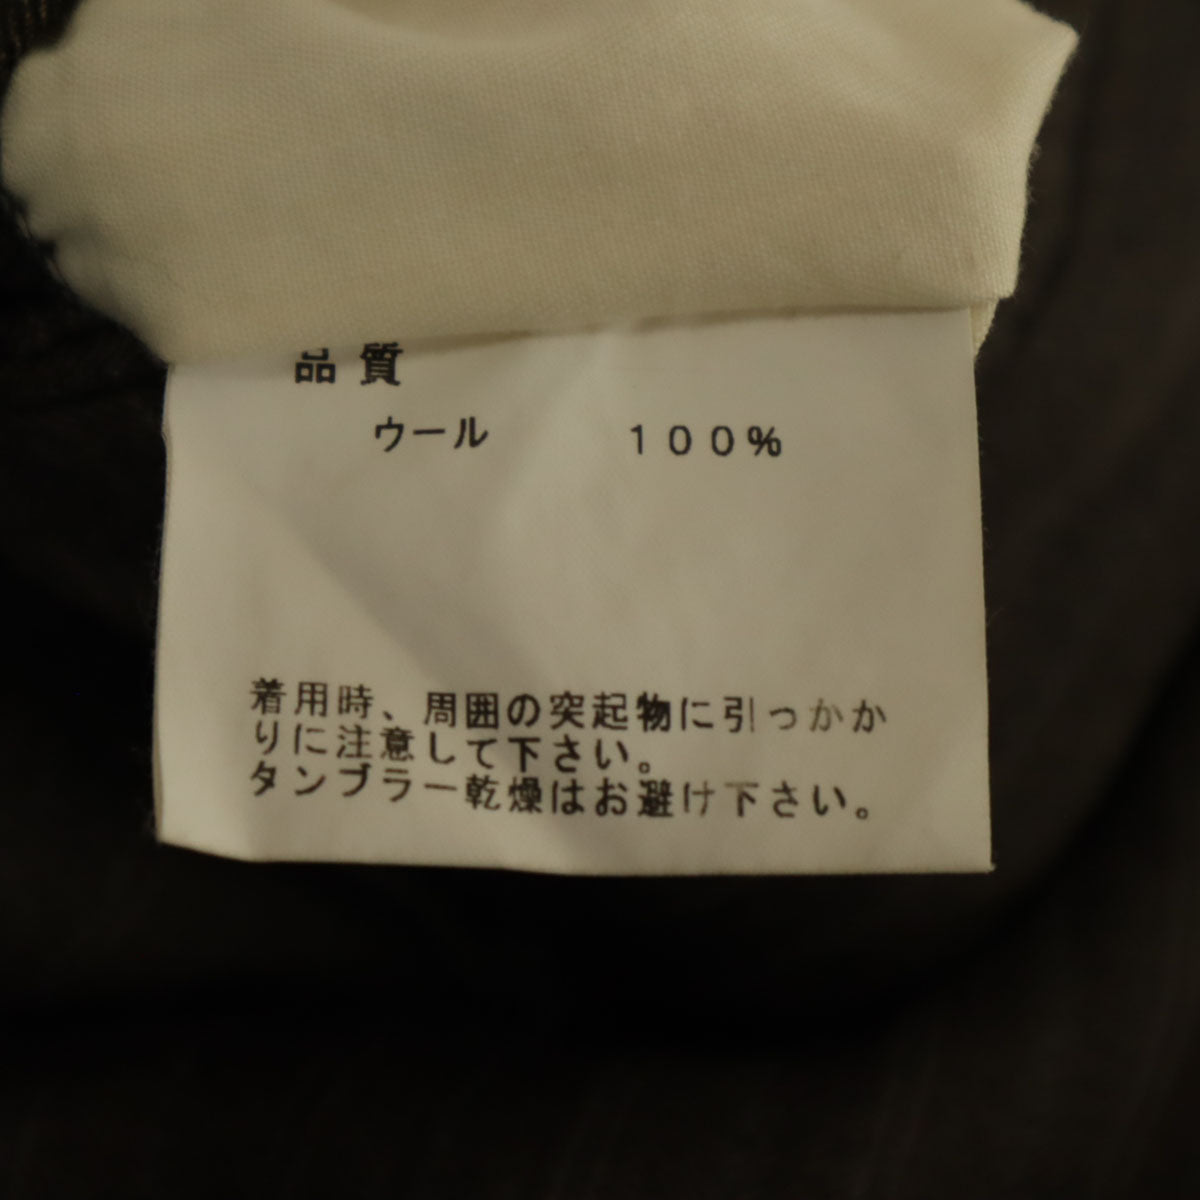 品質
ウール 100%
着用時、周囲の突起物に引っかか
りに注意して下さい。
タンブラー乾燥はお避け下さい。